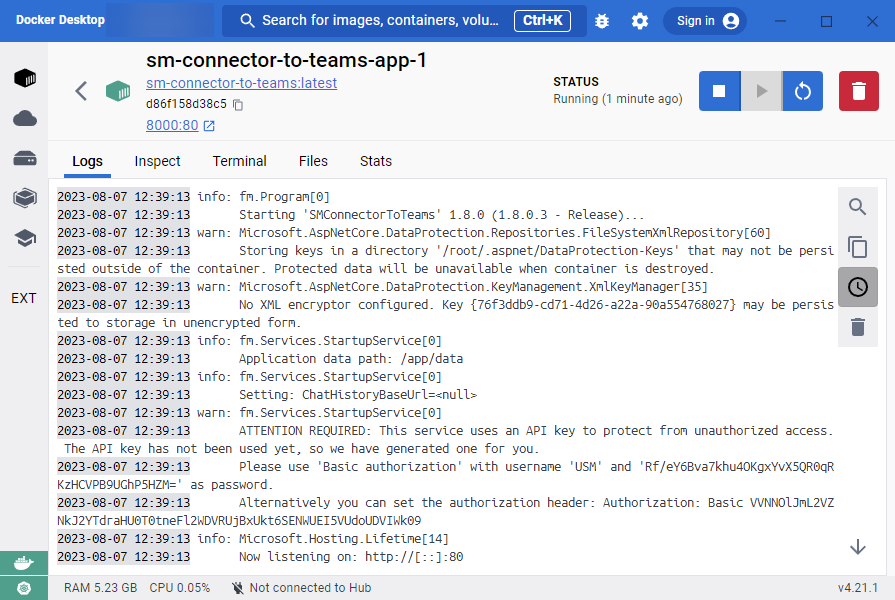 Docker Desktop
Search for images, containers, volu...
Ctrl+K
Sign in
sm-connector-to-teams-app-1
sm-connector-to-teams:latest
d86f158d38c5
8000:80
STATUS
Running (1 minute ago)
Logs
Inspect
Terminal
Files
Stats
2023-08-07 12:39:13 info: fm.Program[0]
2023-08-07 12:39:13 Starting 'SMConnectorToTeams' 1.8.0 (1.8.0.3 - Release)...
2023-08-07 12:39:13 warn: Microsoft.AspNetCore.DataProtection.Repositories.FileSystemXmlRepository[60]
2023-08-07 12:39:13 Storing keys in a directory '/root/.aspnet/DataProtection-Keys' that may not be persi
sted outside of the container. Protected data will be unavailable when container is destroyed.
2023-08-07 12:39:13 warn: Microsoft.AspNetCore.DataProtection.KeyManagement.XmlKeyManager[35]
2023-08-07 12:39:13 No XML encryptor configured. Key {76f3ddb9-cd71-4d26-a22a-90a554768027} may be persis
ted to storage in unencrypted form.
2023-08-07 12:39:13 info: fm.Services.StartupService[0]
2023-08-07 12:39:13 Application data path: /app/data
2023-08-07 12:39:13 info: fm.Services.StartupService[0]
2023-08-07 12:39:13 Setting: ChatHistoryBaseUrl=<null>
2023-08-07 12:39:13 warn: fm.Services.StartupService[0]
2023-08-07 12:39:13 ATTENTION REQUIRED: This service uses an API key to protect from unauthorized access.
The API key has not been used yet, so we have generated one for you.
2023-08-07 12:39:13 Please use 'Basic authorization' with username 'USM' and 'Rf/eY6Bva7khu4OKgxYvX5QR0qR
KzHCVPB9UGhP5HZM=' as password.
2023-08-07 12:39:13 Alternatively you can set the authorization header: Authorization: Basic VVNNOlJmL2VZ
NkJ2YTdraHU0T0tneFl2WDVRUjBxUkt6SENWUEI5VUdoUDVIWk09
2023-08-07 12:39:13 info: Microsoft.Hosting.Lifetime[14]
2023-08-07 12:39:13 Now listening on: http://[::]:80
EXT
RAM 5.23 GB
CPU 0.05%
Not connected to Hub
v4.21.1